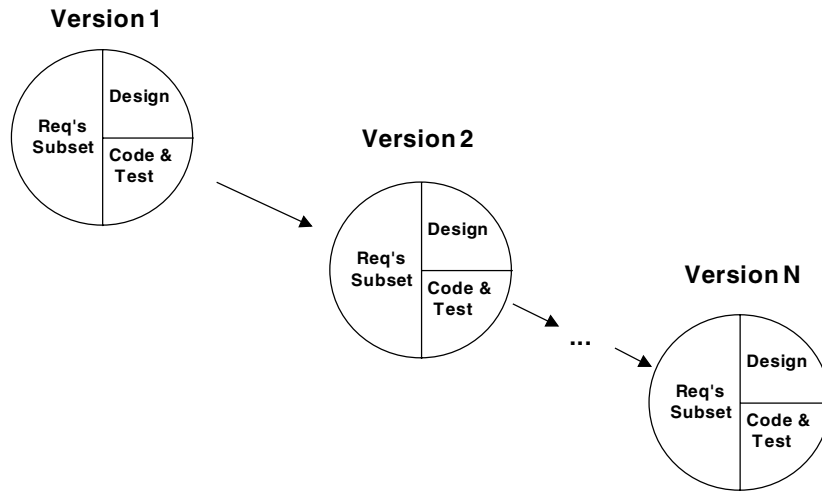 Version 1
Req's
Subset
Design
Code &
Test
Version 2
Req's
Subset
Design
Code &
Test
...
Version N
Req's
Subset
Design
Code &
Test